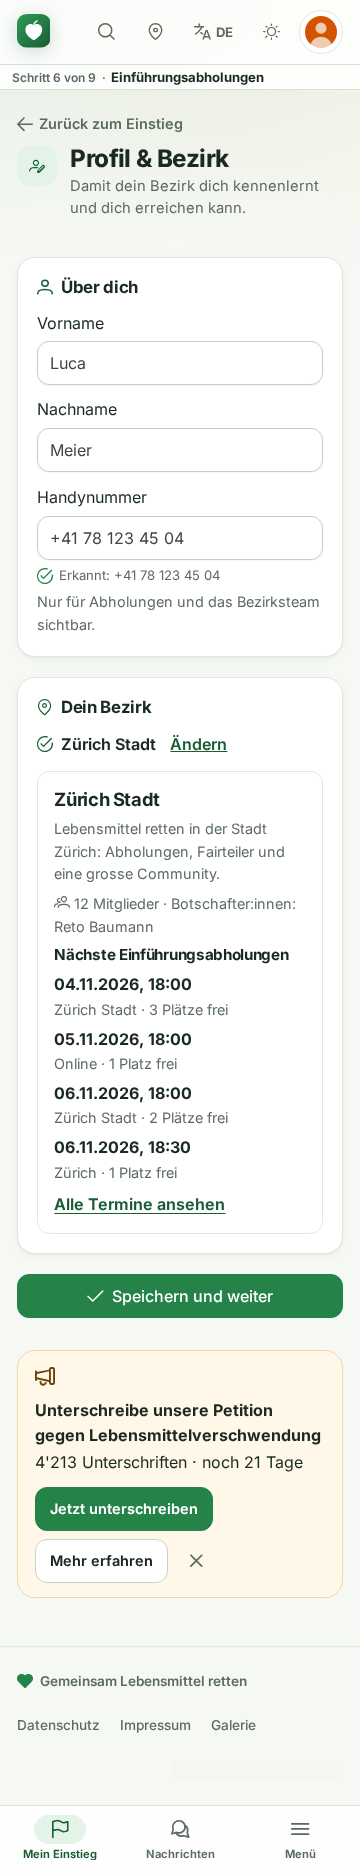 DE
Schritt 6 von 9 · Einführungsabholungen
Zurück zum Einstieg
Profil & Bezirk
Damit dein Bezirk dich kennenlernt
und dich erreichen kann.
Über dich
Vorname
Luca
Nachname
Meier
Handynummer
+41 78 123 45 04
Erkannt: +41 78 123 45 04
Nur für Abholungen und das Bezirksteam
sichtbar.
Dein Bezirk
Zürich Stadt Ändern
Zürich Stadt
Lebensmittel retten in der Stadt
Zürich: Abholungen, Fairteiler und
eine grosse Community.
12 Mitglieder · Botschafter:innen:
Reto Baumann
Nächste Einführungsabholungen
04.11.2026, 18:00
Zürich Stadt · 3 Plätze frei
05.11.2026, 18:00
Online · 1 Platz frei
06.11.2026, 18:00
Zürich Stadt · 2 Plätze frei
06.11.2026, 18:30
Zürich · 1 Platz frei
Alle Termine ansehen
Speichern und weiter
Unterschreibe unsere Petition
gegen Lebensmittelverschwendung
4'213 Unterschriften · noch 21 Tage
Jetzt unterschreiben
Mehr erfahren
Gemeinsam Lebensmittel retten
Datenschutz Impressum Galerie
Mein Einstieg Nachrichten Menü